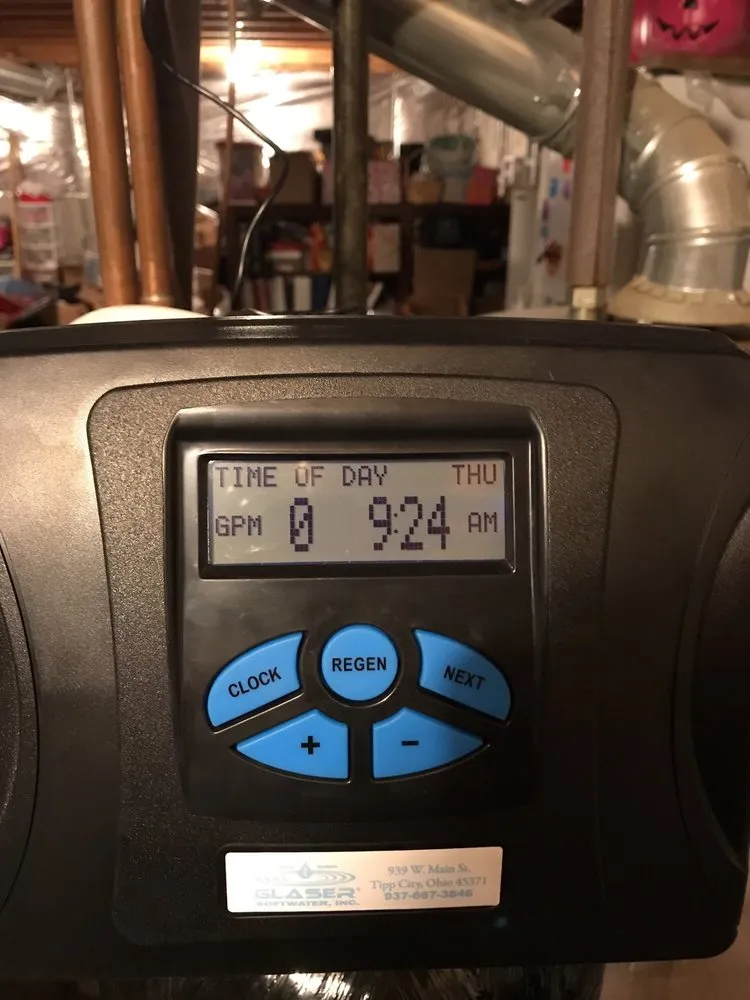 TIME OF DAY THU
GPM 0 9:24 AM
CLOCK REGEN NEXT
+ -
GLASER
SOFTWATER, INC.
939 W. Main St.
Tipp City, Ohio 45371
937-667-3846